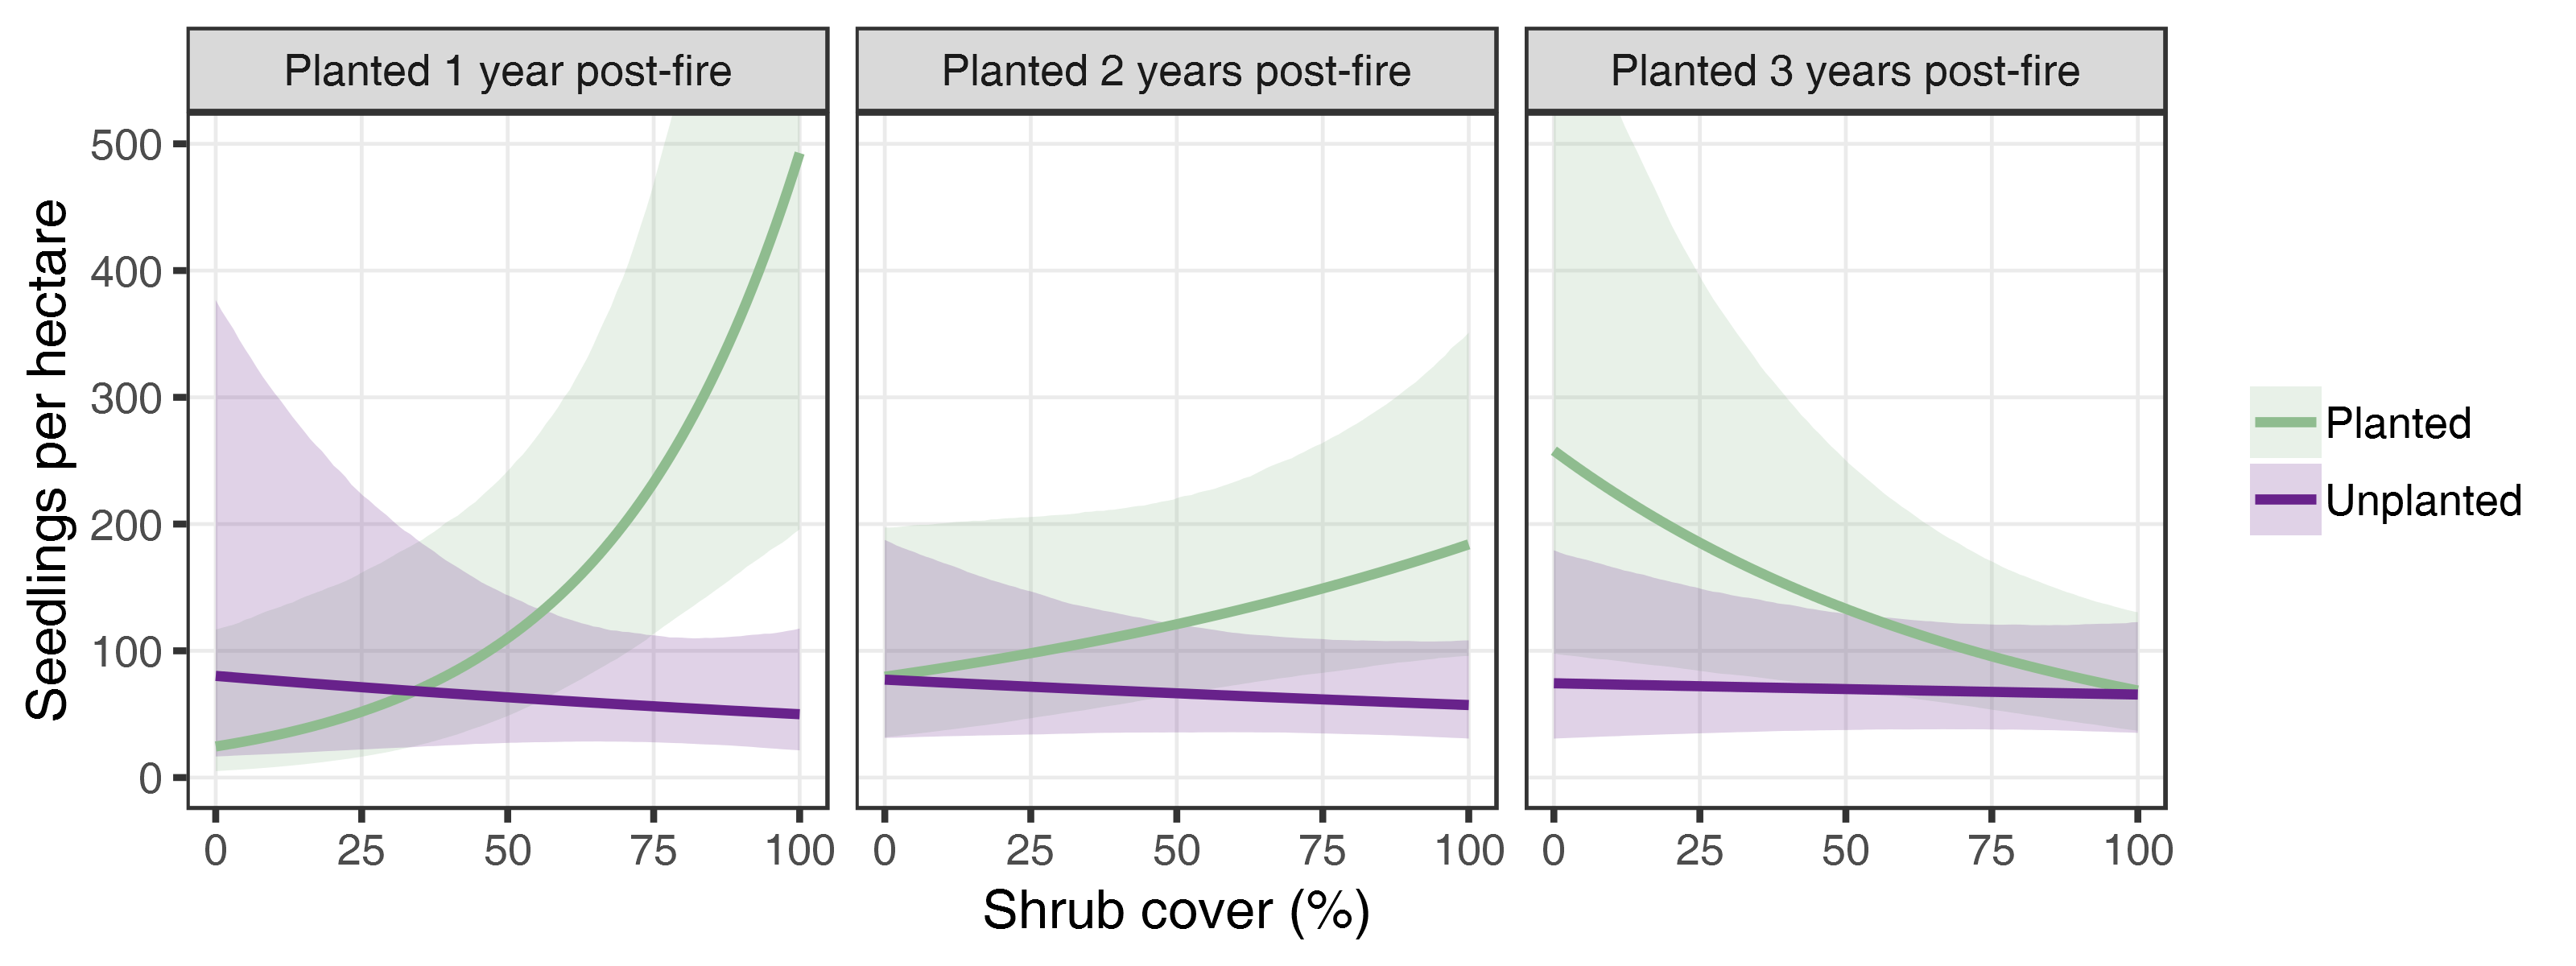 Planted 1 year post-fire
Planted 2 years post-fire
Planted 3 years post-fire
Seedlings per hectare
500
400
300
200
100
0
0 25 50 75 100
0 25 50 75 100
0 25 50 75 100
Shrub cover (%)
Planted
Unplanted